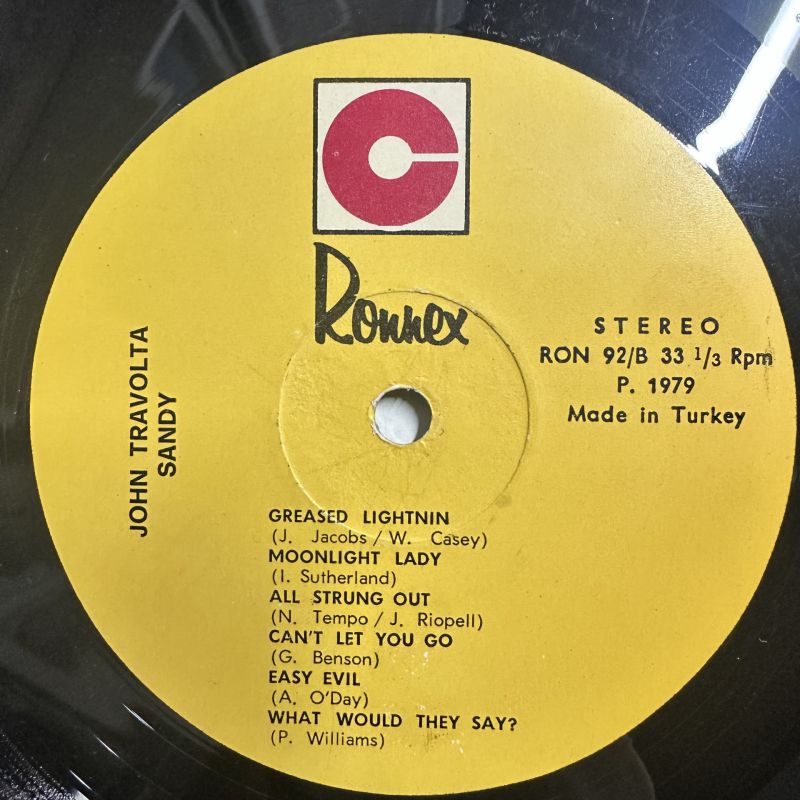 Ronnex
STEREO
RON 92/B 33 1/3 Rpm
P. 1979
Made in Turkey
JOHN TRAVOLTA
SANDY
GREASED LIGHTNIN
(J. Jacobs / W. Casey)
MOONLIGHT LADY
(I. Sutherland)
ALL STRUNG OUT
(N. Tempo / J. Riopell)
CAN'T LET YOU GO
(G. Benson)
EASY EVIL
(A. O'Day)
WHAT WOULD THEY SAY?
(P. Williams)